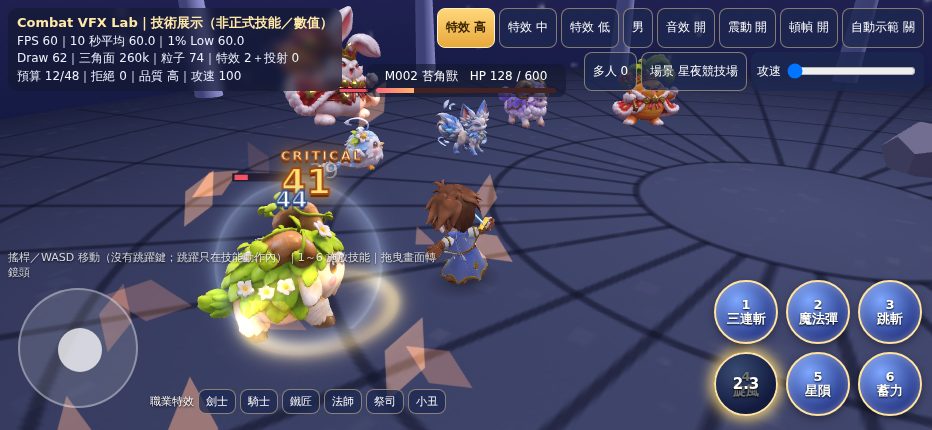 Combat VFX Lab｜技術展示（非正式技能／數值）
FPS 60｜10 秒平均 60.0｜1% Low 60.0
Draw 62｜三角面 260k｜粒子 74｜特效 2＋投射 0
預算 12/48｜拒絕 0｜品質 高｜攻速 100
特效 高
特效 中
特效 低
男
音效 開
震動 開
頓幀 開
自動示範 關
M002 苔角獸 HP 128 / 600
多人 0
場景 星夜競技場
攻速
CRITICAL
41
44
搖桿／WASD 移動（沒有跳躍鍵；跳躍只在技能動作內）｜1～6 施放技能｜拖曳畫面轉
鏡頭
1
三連斬
2
魔法彈
3
跳斬
2.3
旋風
5
星隕
6
蓄力
職業特效
劍士
騎士
鐵匠
法師
祭司
小丑